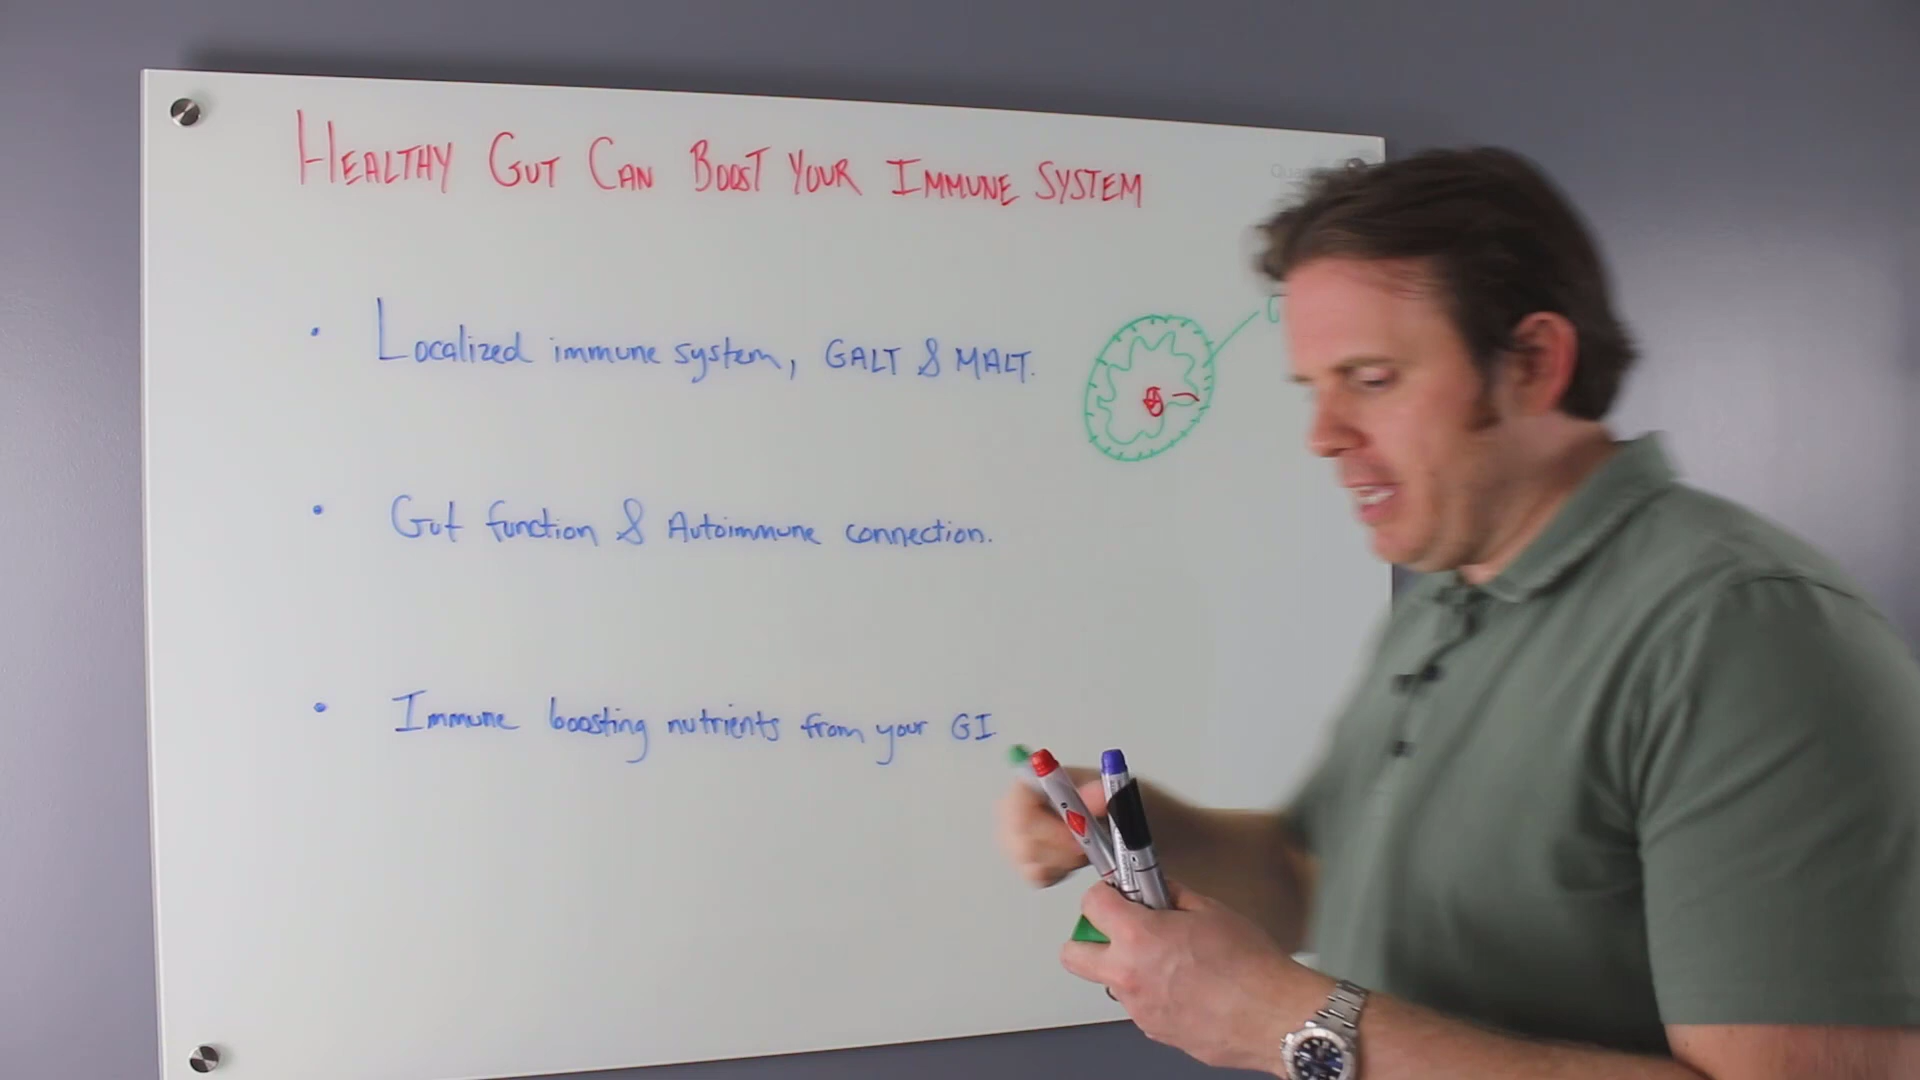 HEALTHY GUT CAN BOOST YOUR IMMUNE SYSTEM
• Localized immune system, GALT & MALT.
• Gut function & Autoimmune connection.
• Immune boosting nutrients from your GI